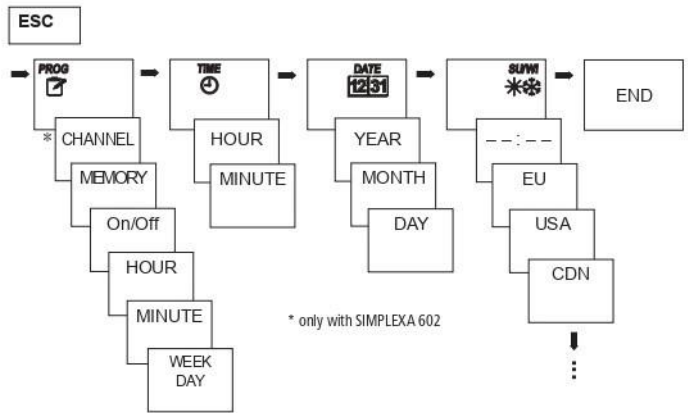 ESC
PROG
* CHANNEL
MEMORY
On/Off
HOUR
MINUTE
WEEK
DAY
TIME
HOUR
MINUTE
DATE
12 31
YEAR
MONTH
DAY
SU/WI
--:--
EU
USA
CDN
END
* only with SIMPLEXA 602